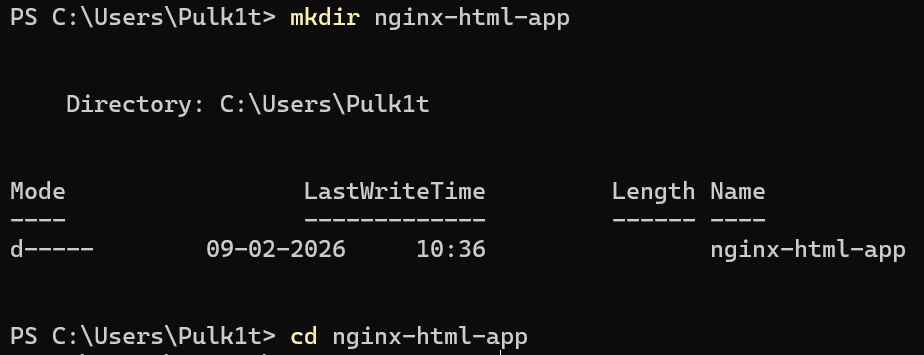 PS C:\Users\Pulk1t> mkdir nginx-html-app
Directory: C:\Users\Pulk1t
Mode LastWriteTime Length Name
---- ------------- ------ ----
d----- 09-02-2026 10:36 nginx-html-app
PS C:\Users\Pulk1t> cd nginx-html-app